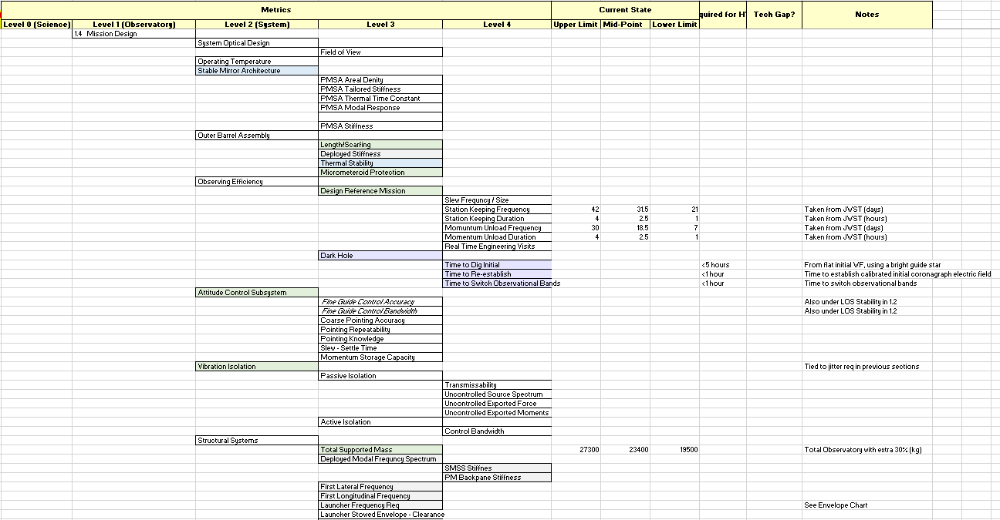 Metrics Current State
quired for H Tech Gap? Notes
Level 0 (Science) Level 1 (Observatory) Level 2 (System) Level 3 Level 4 Upper Limit Mid-Point Lower Limit
1.4 Mission Design
System Optical Design
Field of View
Operating Temperature
Stable Mirror Architecture
PMSA Areal Denity
PMSA Tailored Stiffness
PMSA Thermal Time Constant
PMSA Modal Response
PMSA Stiffness
Outer Barrel Assembly
Length/Scarfing
Deployed Stiffness
Thermal Stability
Micrometeroid Protection
Observing Efficiency
Design Reference Mission
Slew Frequncy / Size
Station Keeping Frequency 42 31.5 21 Taken from JWST (days)
Station Keeping Duration 4 2.5 1 Taken from JWST (hours)
Momuntum Unload Frequency 30 18.5 7 Taken from JWST (days)
Momentum Unload Duration 4 2.5 1 Taken from JWST (hours)
Real Time Engineering Visits
Dark Hole
Time to Dig Initial <5 hours From flat initial WF, using a bright guide star
Time to Re-establish <1 hour Time to establish calibrated initial coronagraph electric field
Time to Switch Observational Bands <1 hour Time to switch observational bands
Attitude Control Subsystem
Fine Guide Control Accuracy Also under LOS Stability in 1.2
Fine Guide Control Bandwidth Also under LOS Stability in 1.2
Coarse Pointing Accuracy
Pointing Repeatability
Pointing Knowledge
Slew - Settle Time
Momentum Storage Capacity
Vibration Isolation Tied to jitter req in previous sections
Passive Isolation
Transmissability
Uncontrolled Source Spectrum
Uncontrolled Exported Force
Uncontrolled Exported Moments
Active Isolation
Control Bandwidth
Structural Systems
Total Supported Mass 27300 23400 19500 Total Observatory with extra 30% (kg)
Deployed Modal Frequncy Spectrum
SMSS Stiffnes
PM Backpane Stiffness
First Lateral Frequency
First Longitudinal Frequency
Launcher Frequency Req See Envelope Chart
Launcher Stowed Envelope - Clearance